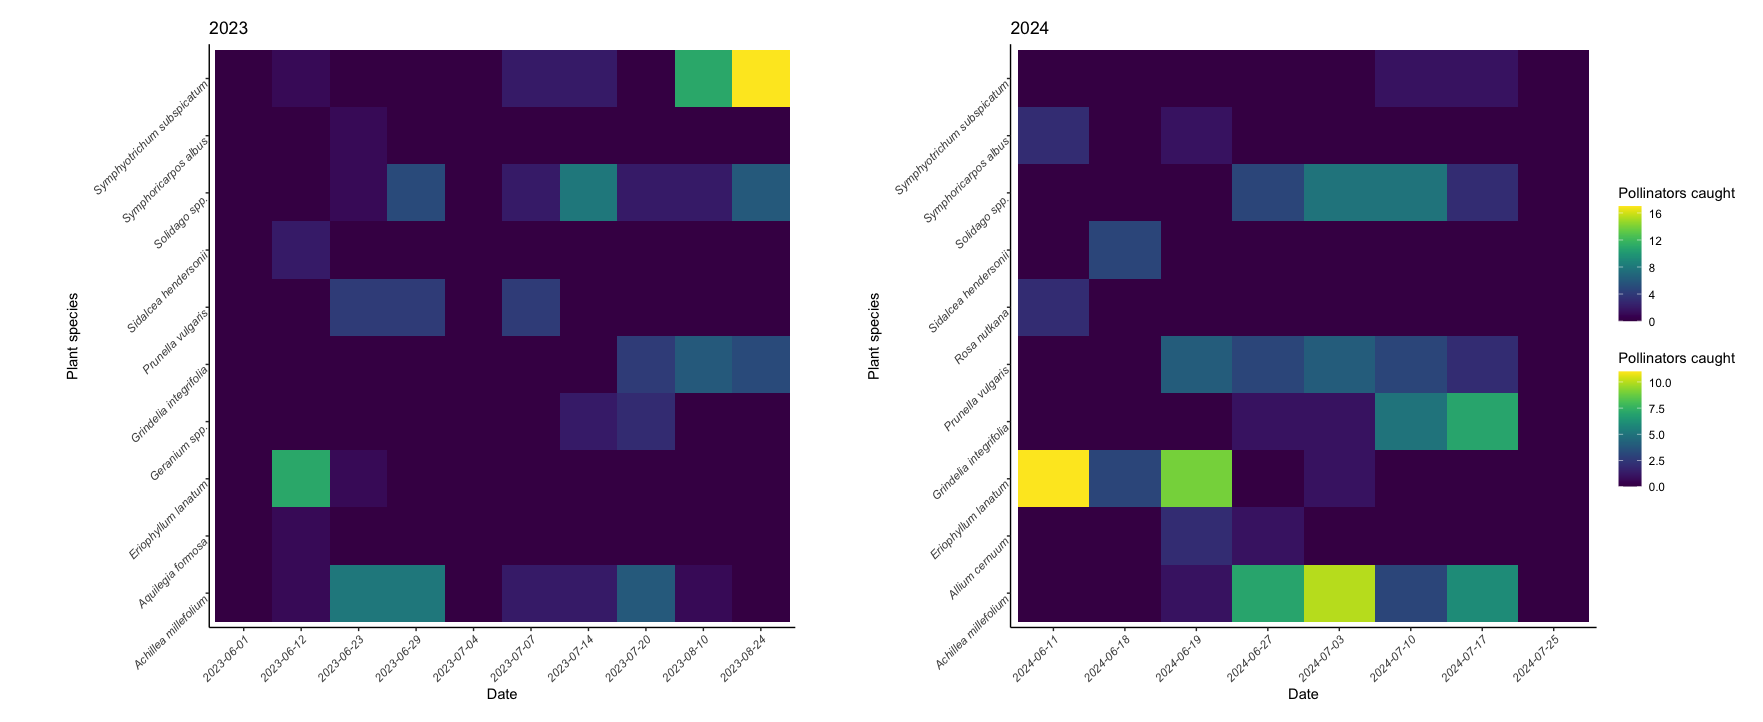 2023
Plant species
Symphyotrichum subspicatum
Symphoricarpos albus
Solidago spp.
Sidalcea hendersonii
Prunella vulgaris
Grindelia integrifolia
Geranium spp.
Eriophyllum lanatum
Aquilegia formosa
Achillea millefolium
2023-06-01
2023-06-12
2023-06-23
2023-06-29
2023-07-04
2023-07-07
2023-07-14
2023-07-20
2023-08-10
2023-08-24
Date
2024
Plant species
Symphyotrichum subspicatum
Symphoricarpos albus
Solidago spp.
Sidalcea hendersonii
Rosa nutkana
Prunella vulgaris
Grindelia integrifolia
Eriophyllum lanatum
Allium cernuum
Achillea millefolium
2024-06-11
2024-06-18
2024-06-19
2024-06-27
2024-07-03
2024-07-10
2024-07-17
2024-07-25
Date
Pollinators caught
16
12
8
4
0
Pollinators caught
10.0
7.5
5.0
2.5
0.0